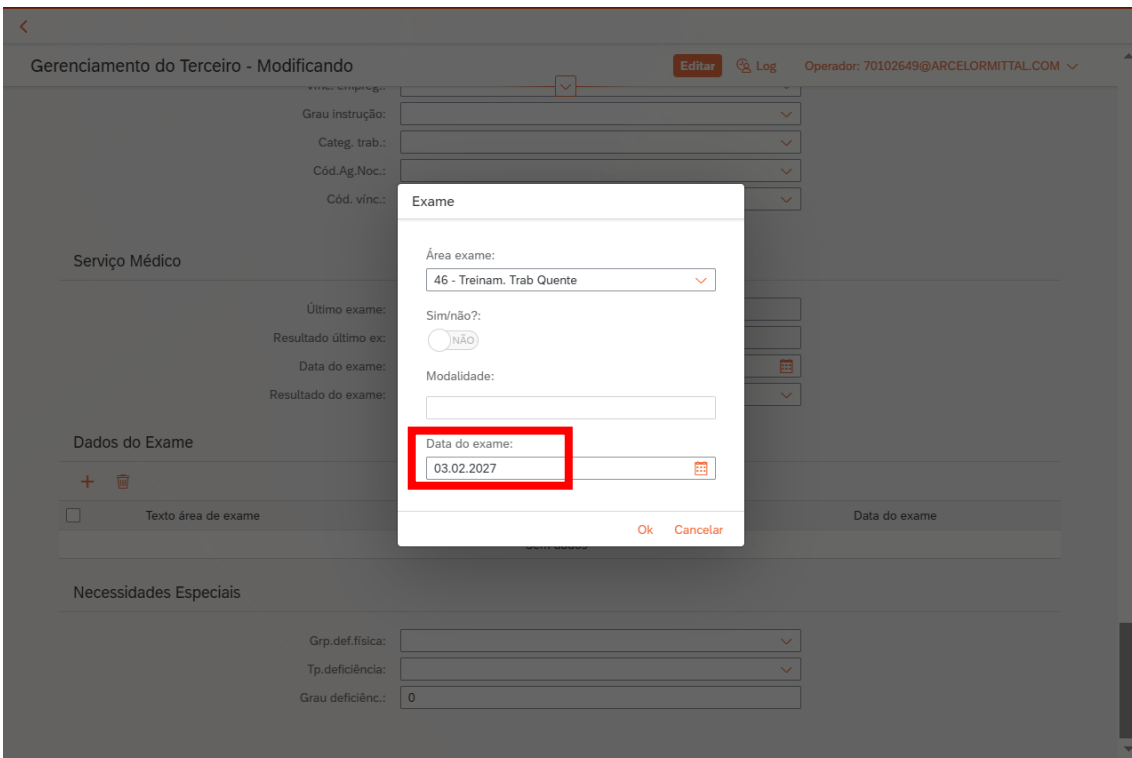 Gerenciamento do Terceiro - Modificando
Editar
Log
Operador: 70102649@ARCELORMITTAL.COM
Grau instrução:
Categ. trab.:
Cód.Ag.Noc.:
Cód. vínc.:
Exame
Área exame:
46 - Treinam. Trab Quente
Sim/não?:
NÃO
Modalidade:
Data do exame:
03.02.2027
Ok Cancelar
Serviço Médico
Último exame:
Resultado último ex:
Data do exame:
Resultado do exame:
Dados do Exame
Texto área de exame
Data do exame
Necessidades Especiais
Grp.def.física:
Tp.deficiência:
Grau deficiênc.: 0